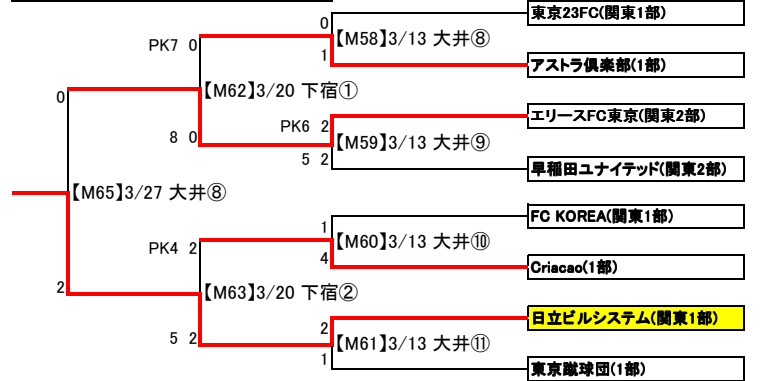 東京23FC(関東1部)
0
【M58】3/13 大井⑧
PK7 0
1
アストラ倶楽部(1部)
0
【M62】3/20 下宿①
エリースFC東京(関東2部)
PK6 2
8 0
【M59】3/13 大井⑨
5 2
早稲田ユナイテッド(関東2部)
【M65】3/27 大井⑧
FC KOREA(関東1部)
1
【M60】3/13 大井⑩
PK4 2
4
Criacao(1部)
2
【M63】3/20 下宿②
日立ビルシステム(関東1部)
2
5 2
【M61】3/13 大井⑪
1
東京蹴球団(1部)